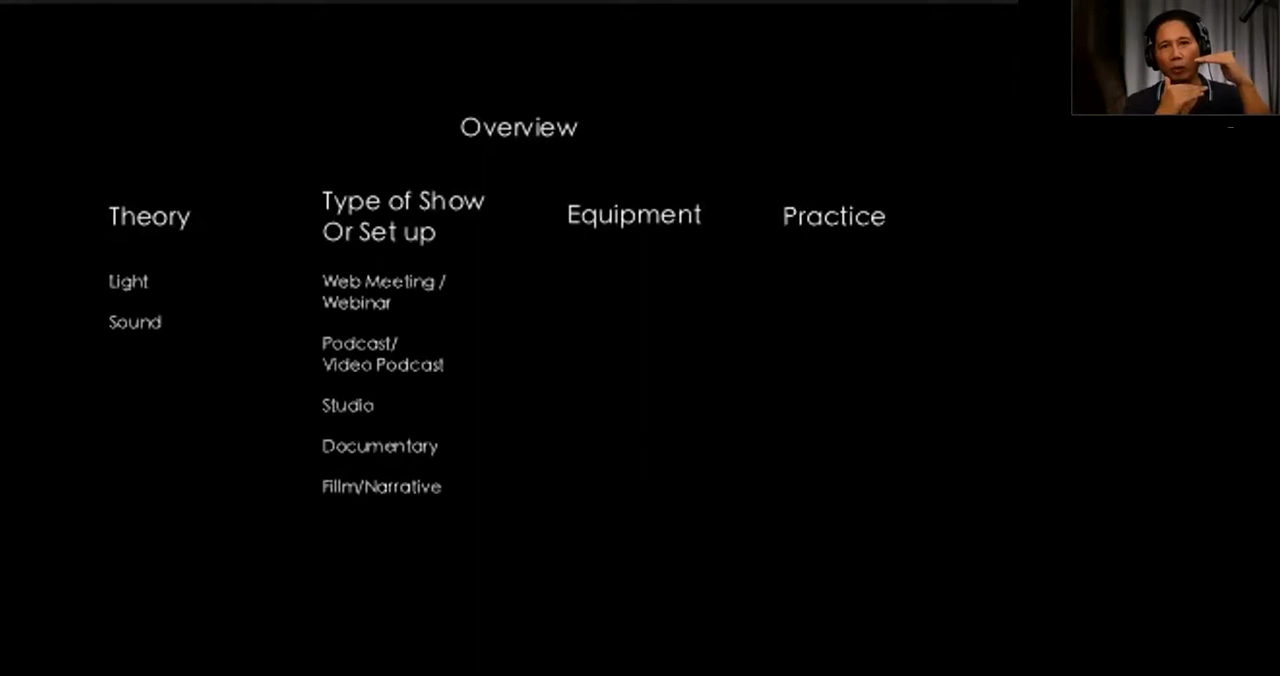 Overview
Theory
Light
Sound
Type of Show
Or Set up
Web Meeting /
Webinar
Podcast/
Video Podcast
Studio
Documentary
Fillm/Narrative
Equipment
Practice